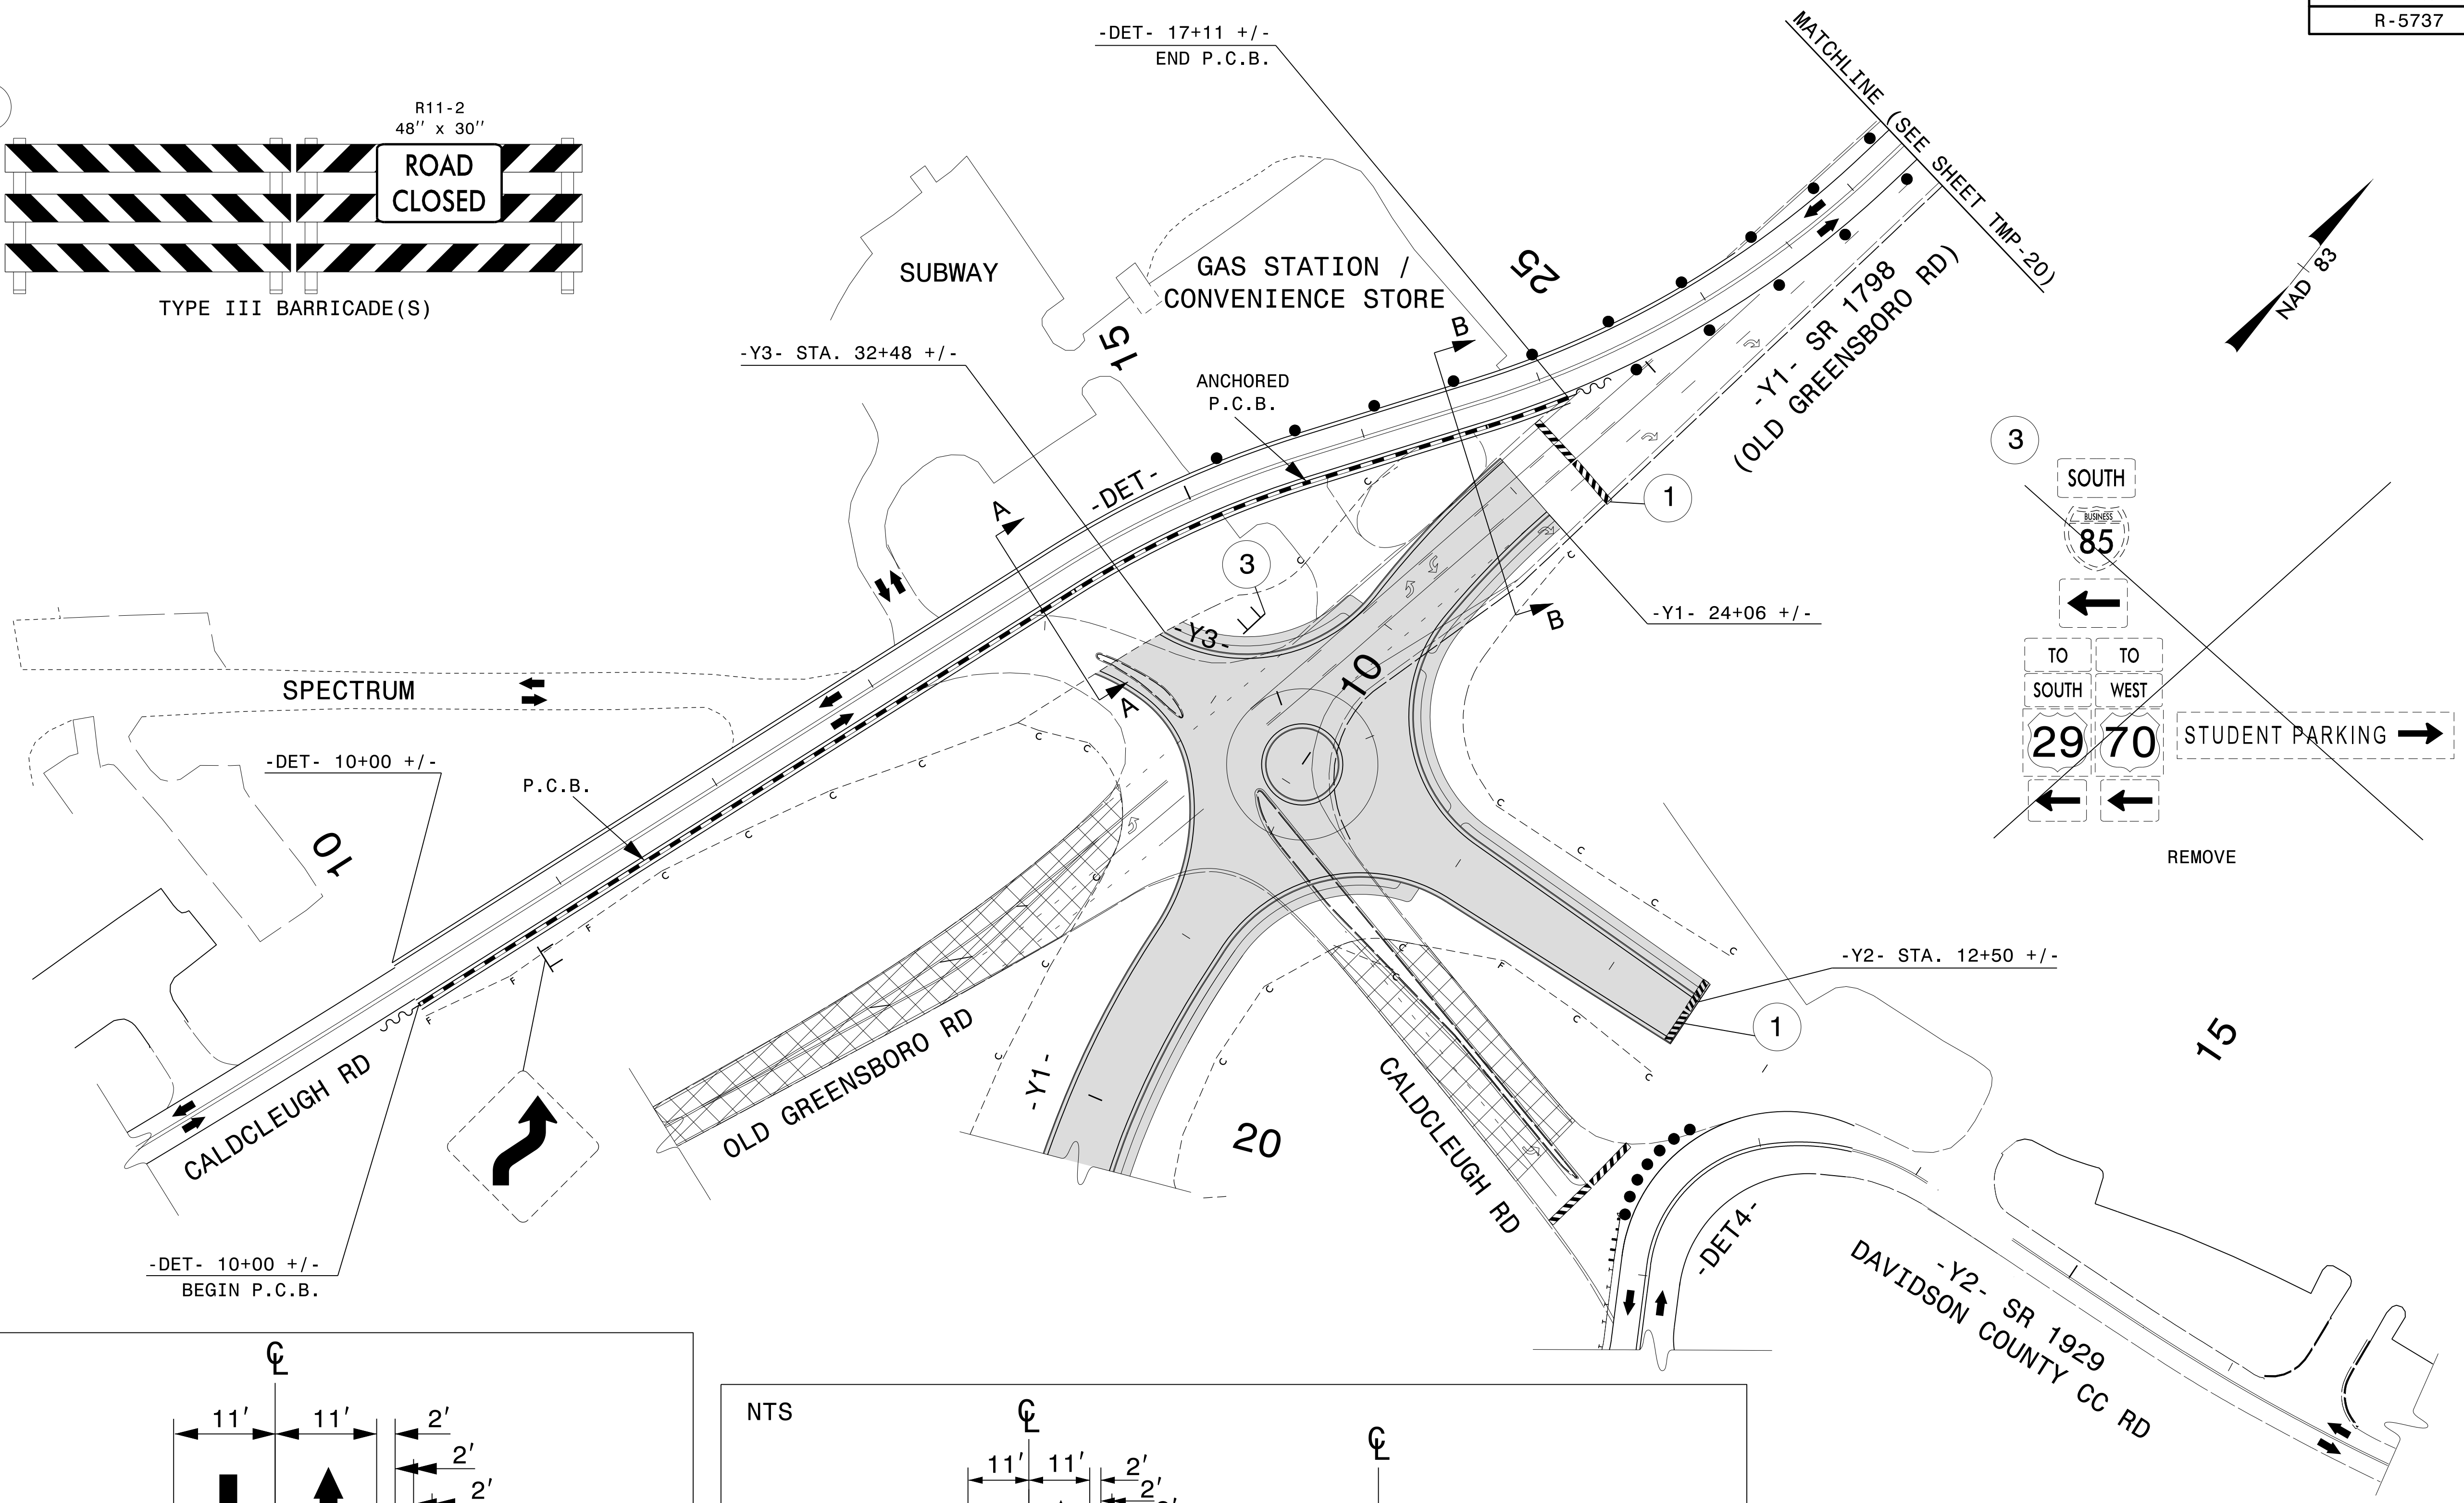 R-5737
-DET- 17+11 +/-
END P.C.B.
MATCHLINE (SEE SHEET TMP-20)
R11-2
48'' x 30''
ROAD
CLOSED
TYPE III BARRICADE(S)
SUBWAY
GAS STATION /
CONVENIENCE STORE
25
NAD 83
-Y1- SR 1798
(OLD GREENSBORO RD)
-Y3- STA. 32+48 +/-
15
B
ANCHORED
P.C.B.
-DET-
A
C
1
3
SOUTH
BUSINESS
85
TO
TO
SOUTH
WEST
29
70
STUDENT PARKING
REMOVE
3
C
C
-Y3-
B
-Y1- 24+06 +/-
10
SPECTRUM
A
C
C
C
C
C
C
C
C
C
C
C
-DET- 10+00 +/-
P.C.B.
10
F
F
F
-Y2- STA. 12+50 +/-
C
C
F
C
C
1
15
C
C
C
C
CALDCLEUGH RD
OLD GREENSBORO RD
-Y1-
20
CALDCLEUGH RD
-DET4-
-Y2- SR 1929
DAVIDSON COUNTY CC RD
-DET- 10+00 +/-
BEGIN P.C.B.
℄
11' 11' 2'
2'
2'
NTS
℄
℄
11' 11' 2'
2'